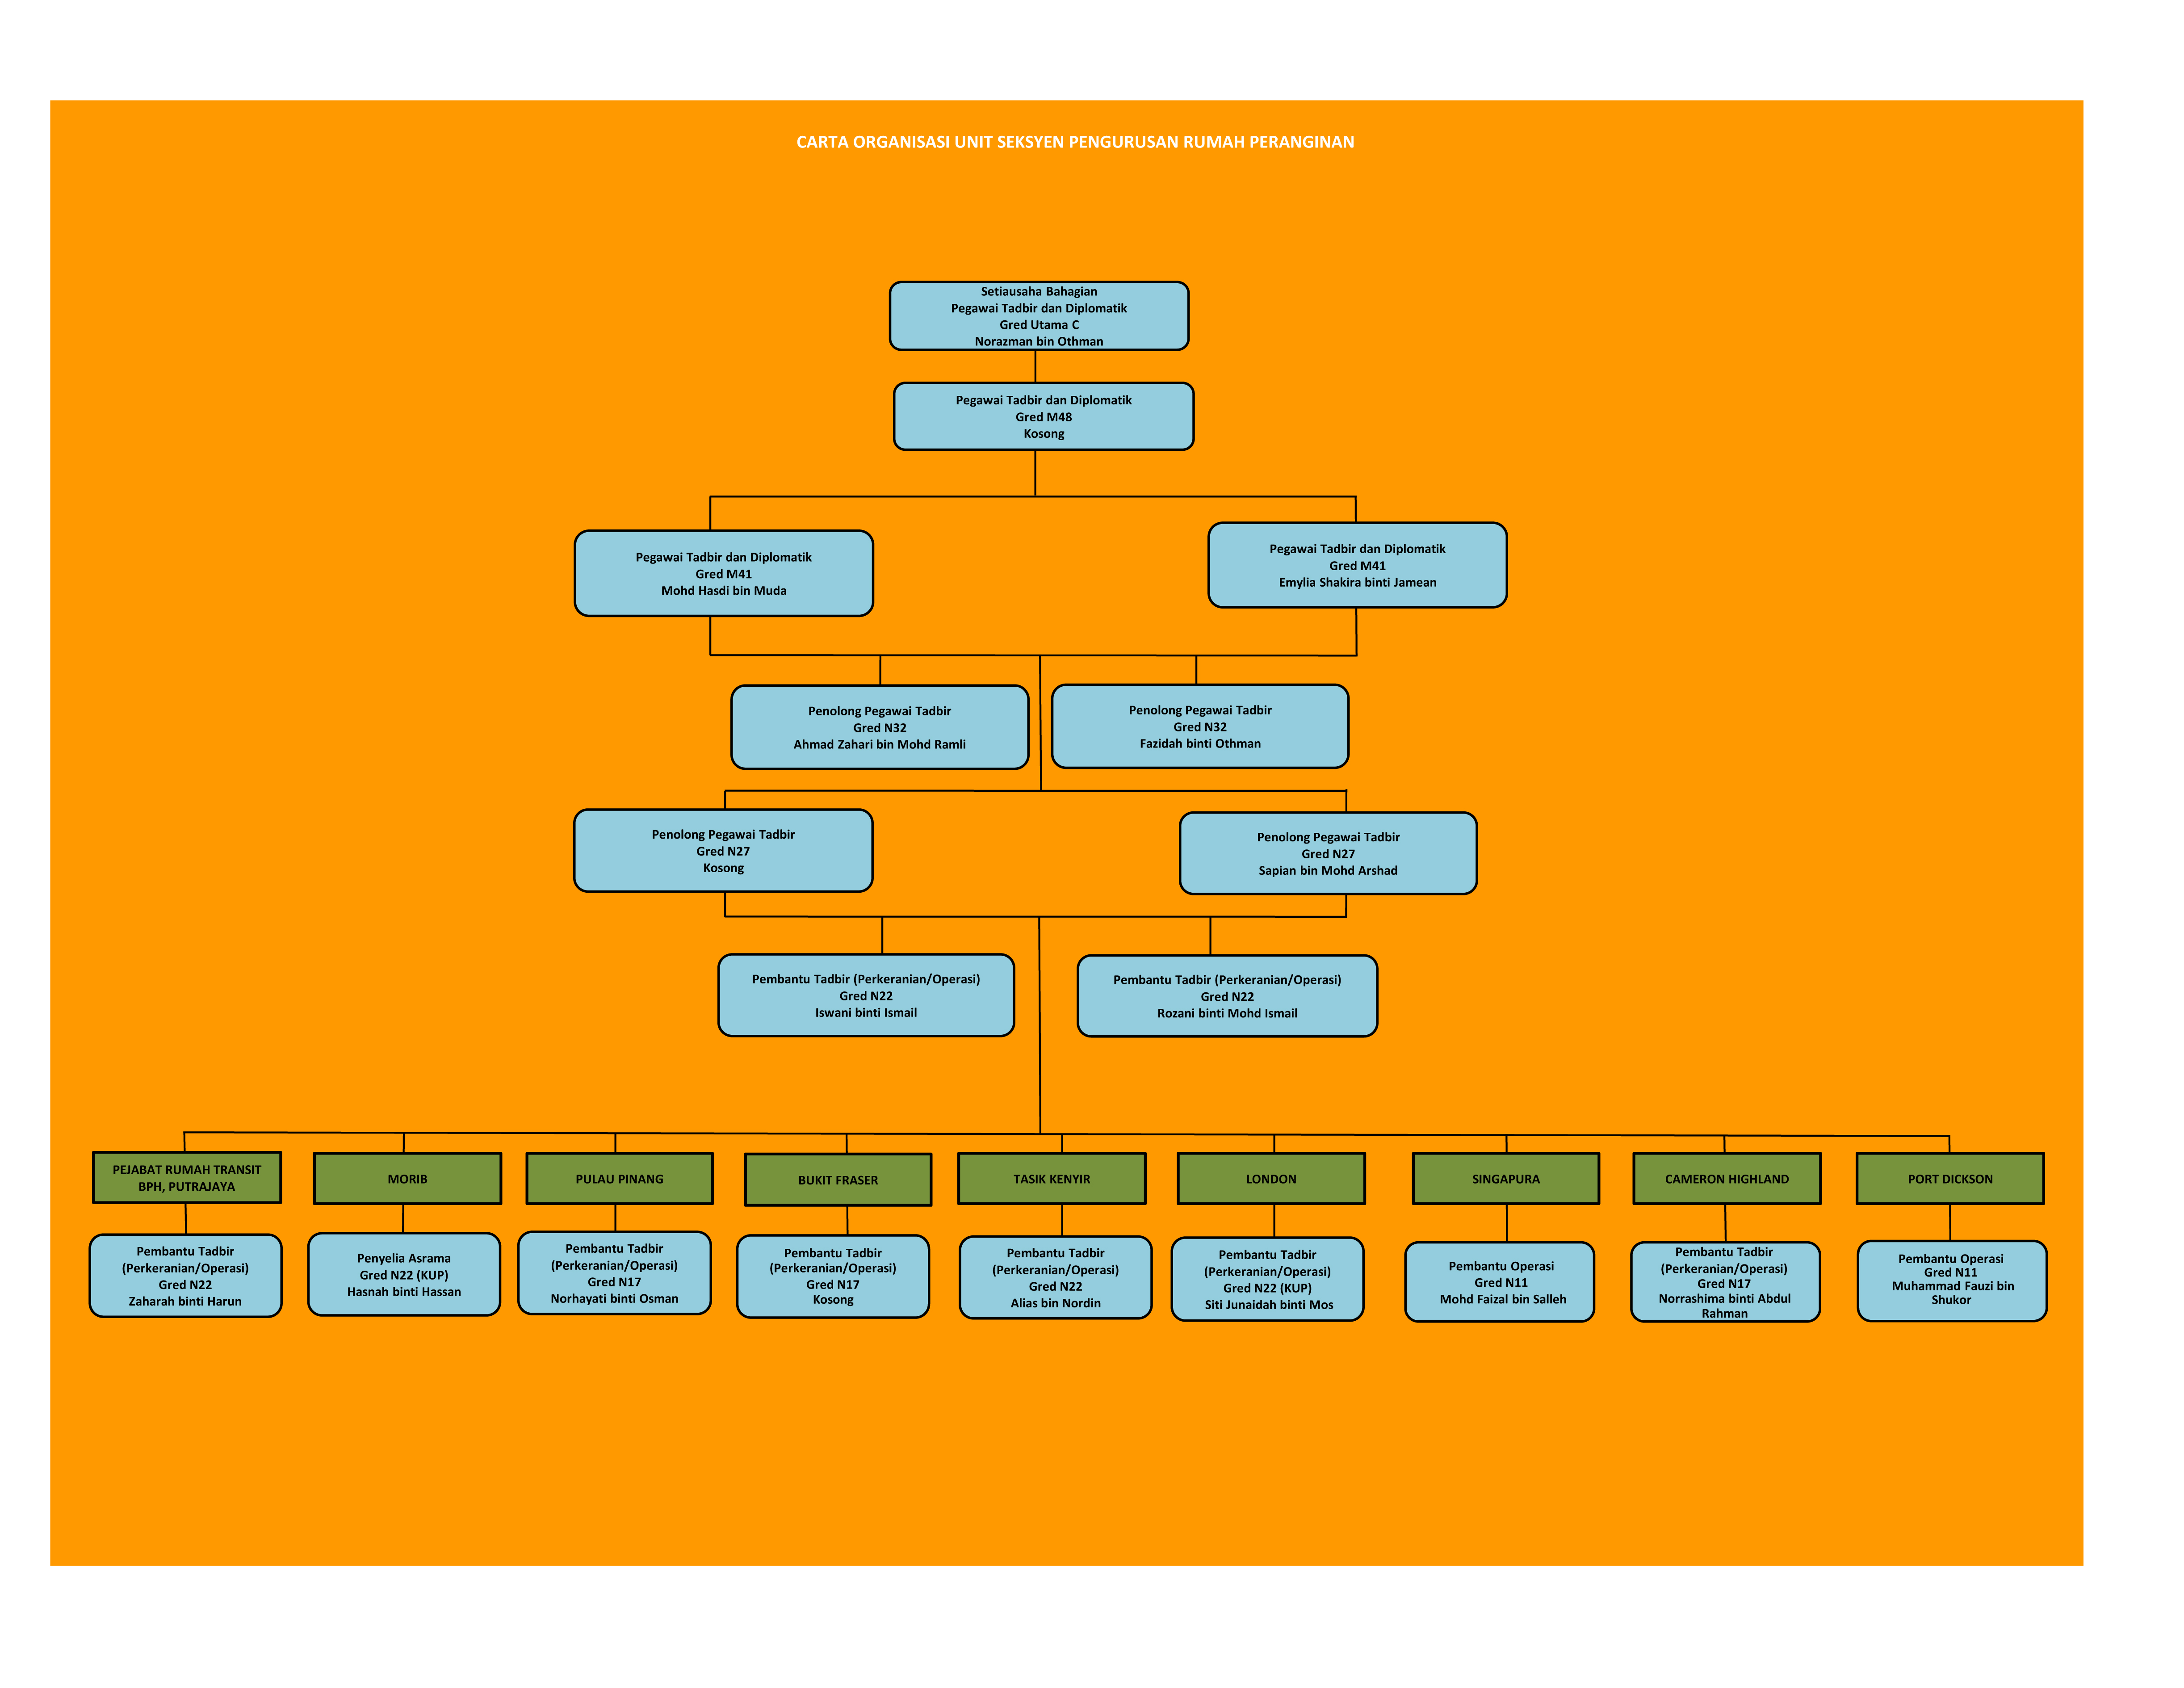 CARTA ORGANISASI UNIT SEKSYEN PENGURUSAN RUMAH PERANGINAN
Setiausaha Bahagian
Pegawai Tadbir dan Diplomatik
Gred Utama C
Norazman bin Othman
Pegawai Tadbir dan Diplomatik
Gred M48
Kosong
Pegawai Tadbir dan Diplomatik
Gred M41
Mohd Hasdi bin Muda
Pegawai Tadbir dan Diplomatik
Gred M41
Emylia Shakira binti Jamean
Penolong Pegawai Tadbir
Gred N32
Ahmad Zahari bin Mohd Ramli
Penolong Pegawai Tadbir
Gred N32
Fazidah binti Othman
Penolong Pegawai Tadbir
Gred N27
Kosong
Penolong Pegawai Tadbir
Gred N27
Sapian bin Mohd Arshad
Pembantu Tadbir (Perkeranian/Operasi)
Gred N22
Iswani binti Ismail
Pembantu Tadbir (Perkeranian/Operasi)
Gred N22
Rozani binti Mohd Ismail
PEJABAT RUMAH TRANSIT
BPH, PUTRAJAYA
Pembantu Tadbir
(Perkeranian/Operasi)
Gred N22
Zaharah binti Harun
MORIB
Penyelia Asrama
Gred N22 (KUP)
Hasnah binti Hassan
PULAU PINANG
Pembantu Tadbir
(Perkeranian/Operasi)
Gred N17
Norhayati binti Osman
BUKIT FRASER
Pembantu Tadbir
(Perkeranian/Operasi)
Gred N17
Kosong
TASIK KENYIR
Pembantu Tadbir
(Perkeranian/Operasi)
Gred N22
Alias bin Nordin
LONDON
Pembantu Tadbir
(Perkeranian/Operasi)
Gred N22 (KUP)
Siti Junaidah binti Mos
SINGAPURA
Pembantu Operasi
Gred N11
Mohd Faizal bin Salleh
CAMERON HIGHLAND
Pembantu Tadbir
(Perkeranian/Operasi)
Gred N17
Norrashima binti Abdul
Rahman
PORT DICKSON
Pembantu Operasi
Gred N11
Muhammad Fauzi bin
Shukor